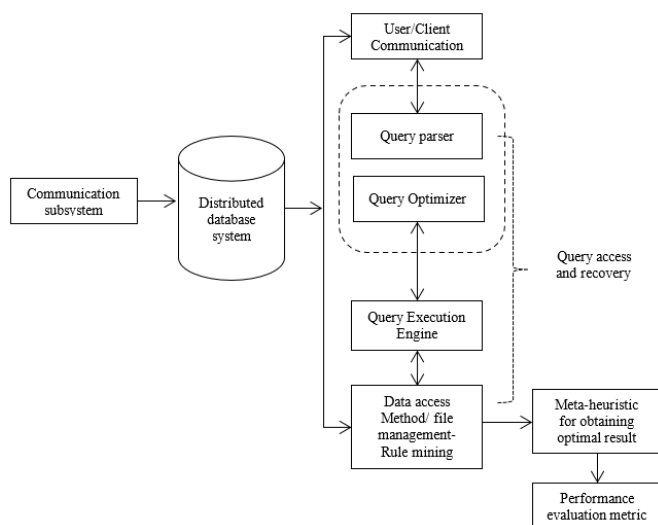 User/Client
Communication
Query parser
Communication
subsystem
Distributed
database
system
Query Optimizer
Query access
and recovery
Query Execution
Engine
Data access
Method/ file
management-
Rule mining
Meta-heuristic
for obtaining
optimal result
Performance
evaluation metric